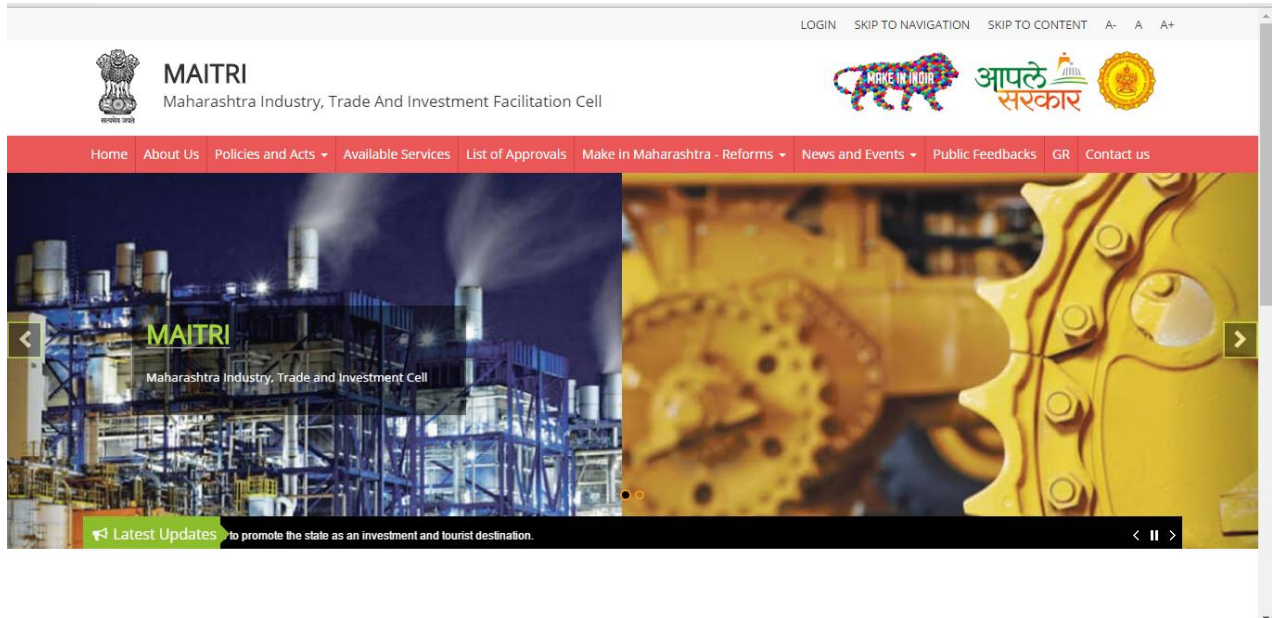 LOGIN SKIP TO NAVIGATION SKIP TO CONTENT A- A A+
MAITRI
Maharashtra Industry, Trade And Investment Facilitation Cell
सत्यमेव जयते
MAKE IN INDIA
आपले
सरकार
Home About Us Policies and Acts Available Services List of Approvals Make in Maharashtra - Reforms News and Events Public Feedbacks GR Contact us
MAITRI
Maharashtra Industry, Trade and Investment Cell
Latest Updates to promote the state as an investment and tourist destination.